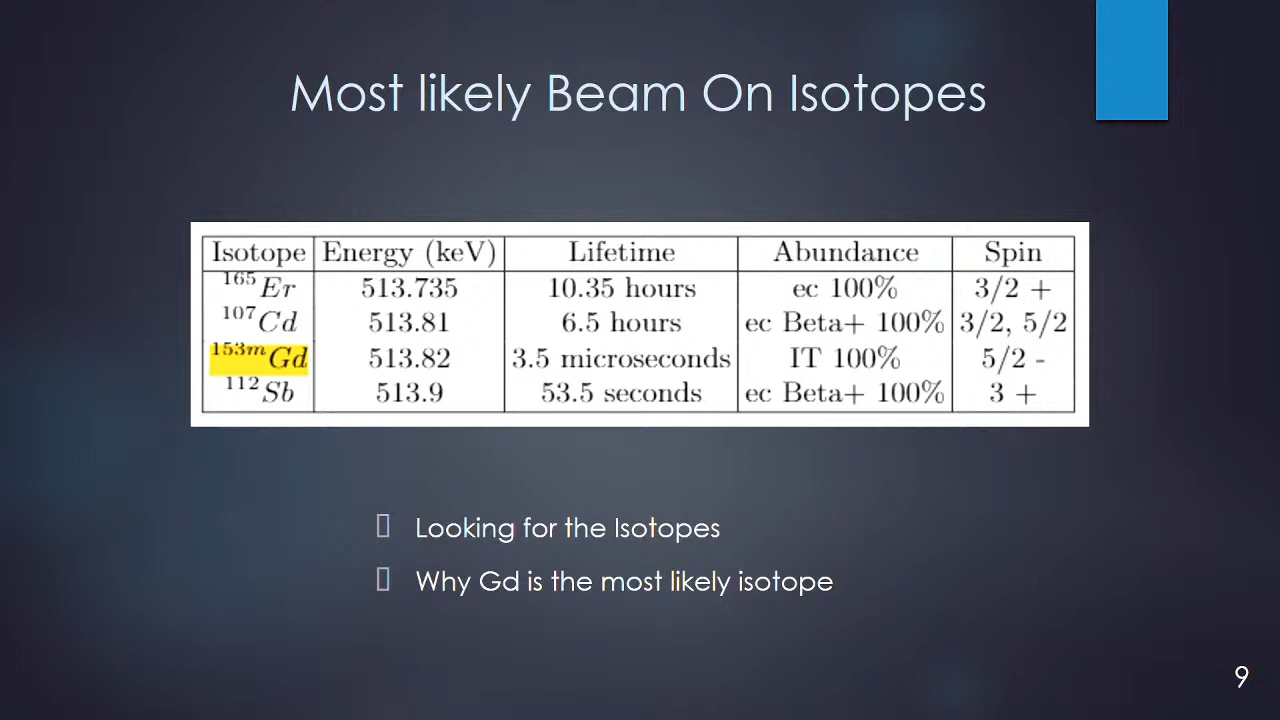 Most likely Beam On Isotopes
Isotope Energy (keV) Lifetime Abundance Spin
¹⁶⁵Er 513.735 10.35 hours ec 100% 3/2 +
¹⁰⁷Cd 513.81 6.5 hours ec Beta+ 100% 3/2, 5/2
¹⁵³ᵐGd 513.82 3.5 microseconds IT 100% 5/2 -
¹¹²Sb 513.9 53.5 seconds ec Beta+ 100% 3 +
Looking for the Isotopes
Why Gd is the most likely isotope
9